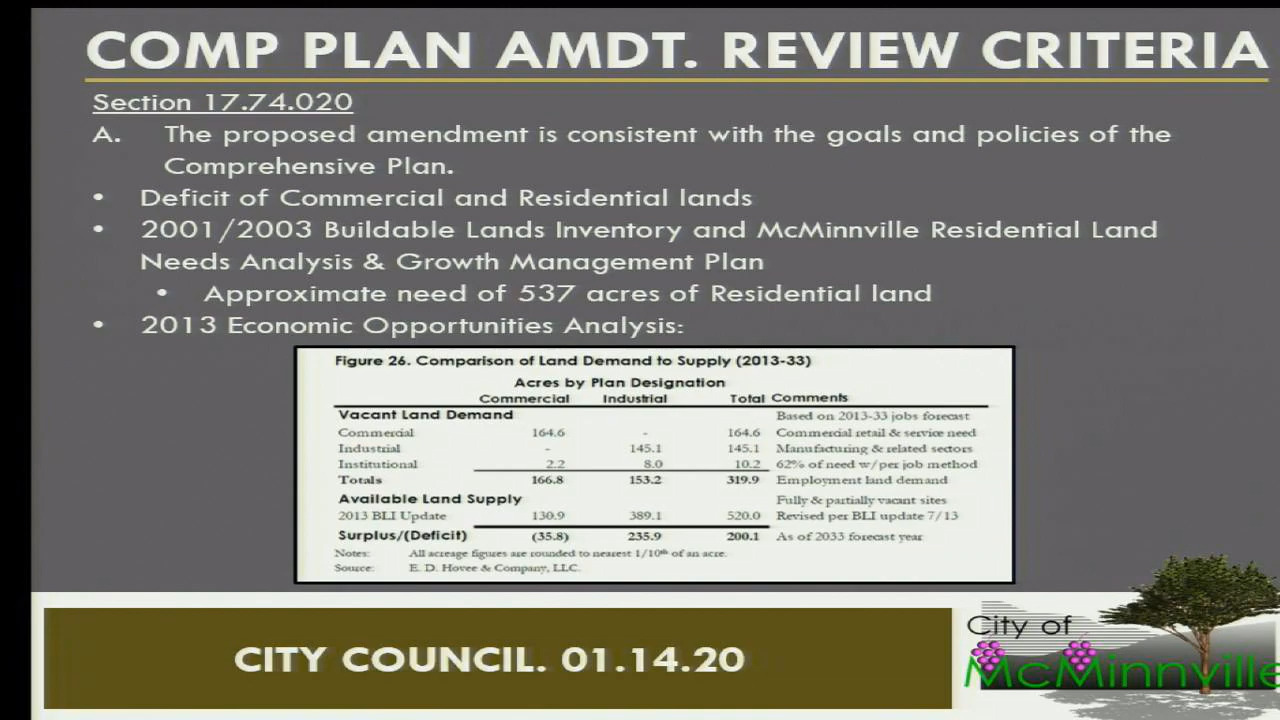 COMP PLAN AMDT. REVIEW CRITERIA
Section 17.74.020
A. The proposed amendment is consistent with the goals and policies of the
Comprehensive Plan.
• Deficit of Commercial and Residential lands
• 2001/2003 Buildable Lands Inventory and McMinnville Residential Land
Needs Analysis & Growth Management Plan
• Approximate need of 537 acres of Residential land
• 2013 Economic Opportunities Analysis:
Figure 26. Comparison of Land Demand to Supply (2013-33)
Acres by Plan Designation
Commercial Industrial Total Comments
Vacant Land Demand Based on 2013-33 jobs forecast
Commercial 164.6 - 164.6 Commercial retail & service need
Industrial - 145.1 145.1 Manufacturing & related sectors
Institutional 2.2 8.0 10.2 62% of need w/per job method
Totals 166.8 153.2 319.9 Employment land demand
Available Land Supply Fully & partially vacant sites
2013 BLI Update 130.9 389.1 520.0 Revised per BLI update 7/13
Surplus/(Deficit) (35.8) 235.9 200.1 As of 2033 forecast year
Notes: All acreage figures are rounded to nearest 1/10th of an acre.
Source: E. D. Hovee & Company, LLC.
CITY COUNCIL. 01.14.20
City of
McMinnville